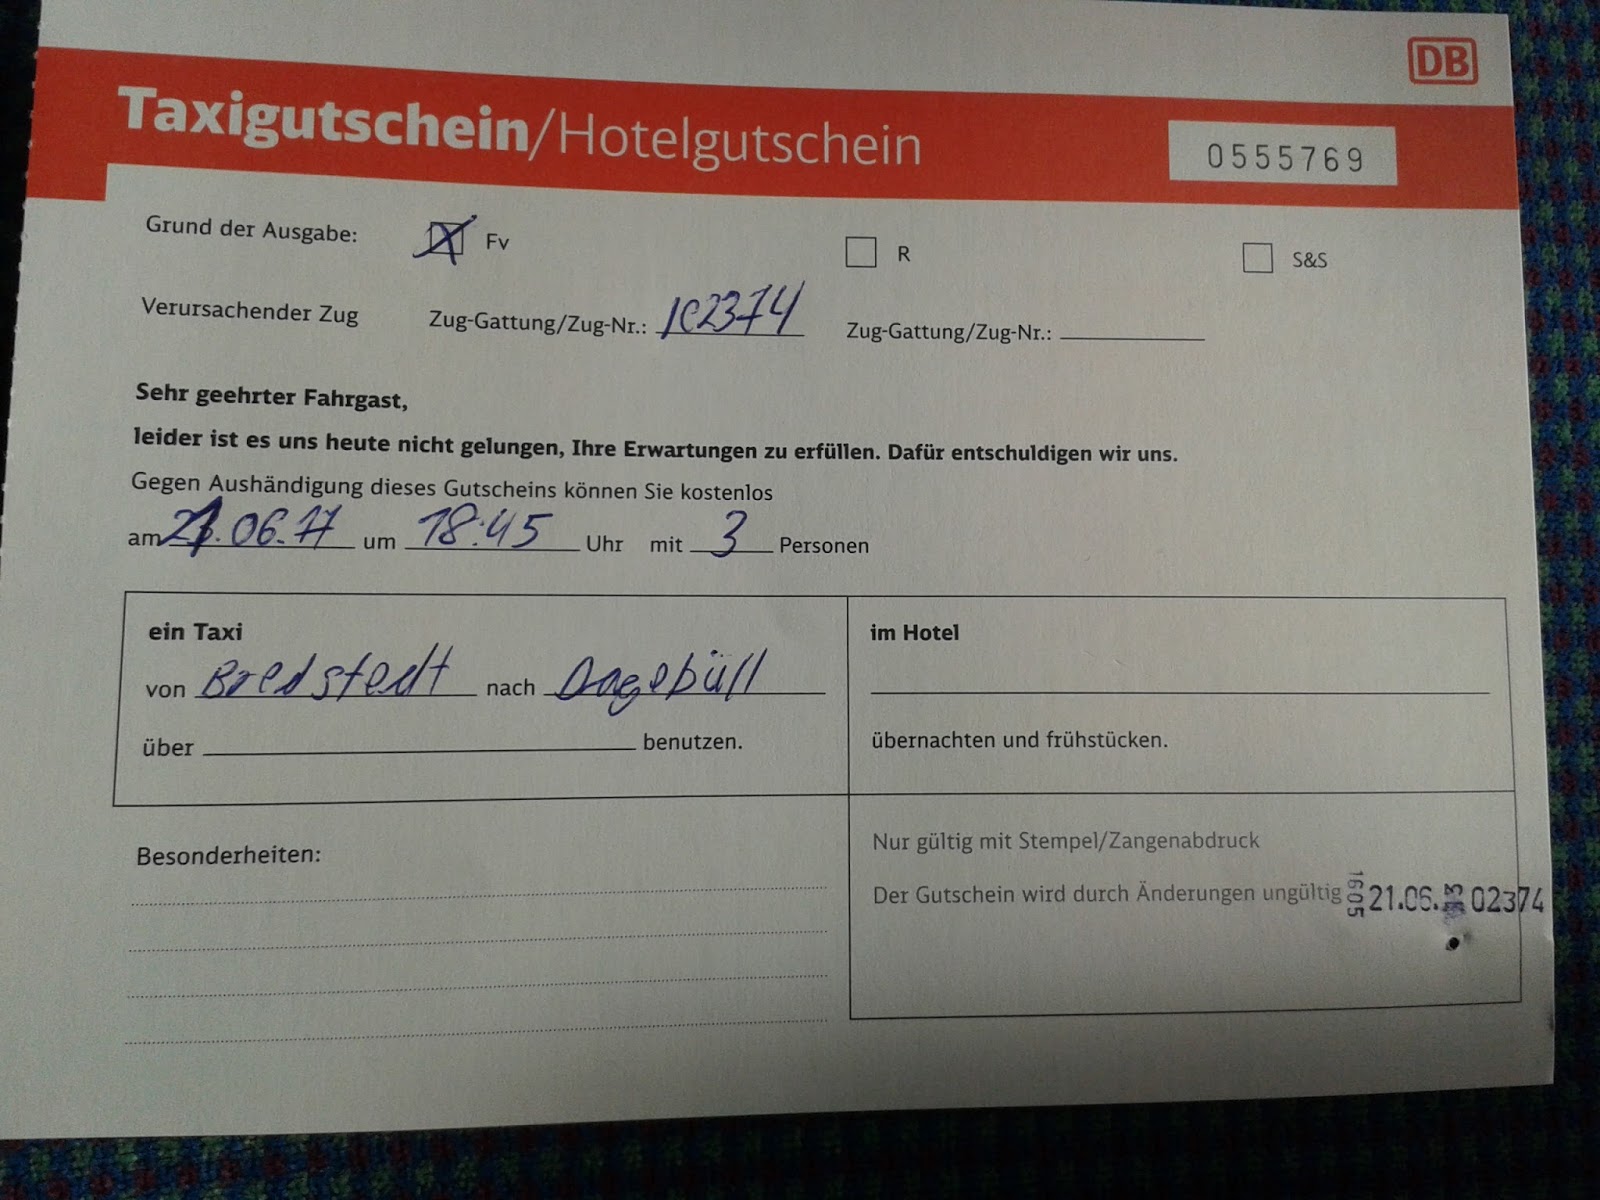 DB
Taxigutschein/Hotelgutschein
0555769
Grund der Ausgabe: Fv R S&S
Verursachender Zug Zug-Gattung/Zug-Nr.: IC2374 Zug-Gattung/Zug-Nr.:
Sehr geehrter Fahrgast,
leider ist es uns heute nicht gelungen, Ihre Erwartungen zu erfüllen. Dafür entschuldigen wir uns.
Gegen Aushändigung dieses Gutscheins können Sie kostenlos
am 21.06.17 um 18:45 Uhr mit 3 Personen
ein Taxi
von Bredstedt nach Dagebüll
über benutzen.
im Hotel
übernachten und frühstücken.
Besonderheiten:
Nur gültig mit Stempel/Zangenabdruck
Der Gutschein wird durch Änderungen ungültig
1605 21.06. 02374